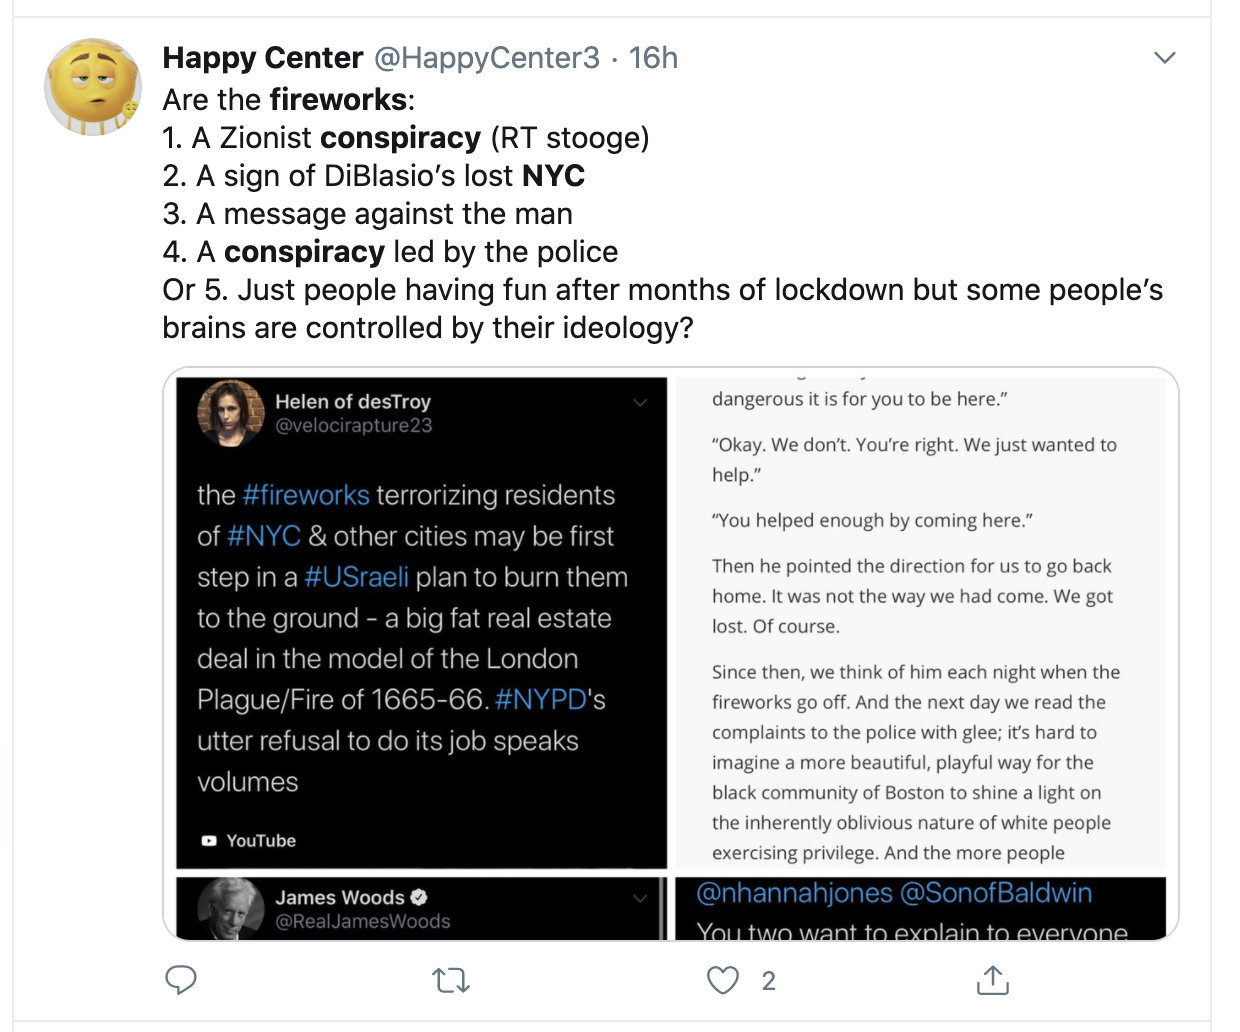 Happy Center @HappyCenter3 · 16h
Are the fireworks:
1. A Zionist conspiracy (RT stooge)
2. A sign of DiBlasio’s lost NYC
3. A message against the man
4. A conspiracy led by the police
Or 5. Just people having fun after months of lockdown but some people’s
brains are controlled by their ideology?
Helen of desTroy
@velocirapture23
the #fireworks terrorizing residents
of #NYC & other cities may be first
step in a #USraeli plan to burn them
to the ground - a big fat real estate
deal in the model of the London
Plague/Fire of 1665-66. #NYPD's
utter refusal to do its job speaks
volumes
YouTube
dangerous it is for you to be here.”
“Okay. We don’t. You’re right. We just wanted to
help.”
“You helped enough by coming here.”
Then he pointed the direction for us to go back
home. It was not the way we had come. We got
lost. Of course.
Since then, we think of him each night when the
fireworks go off. And the next day we read the
complaints to the police with glee; it’s hard to
imagine a more beautiful, playful way for the
black community of Boston to shine a light on
the inherently oblivious nature of white people
exercising privilege. And the more people
James Woods
@RealJamesWoods
@nhannahjones @SonofBaldwin
You two want to explain to everyone
2